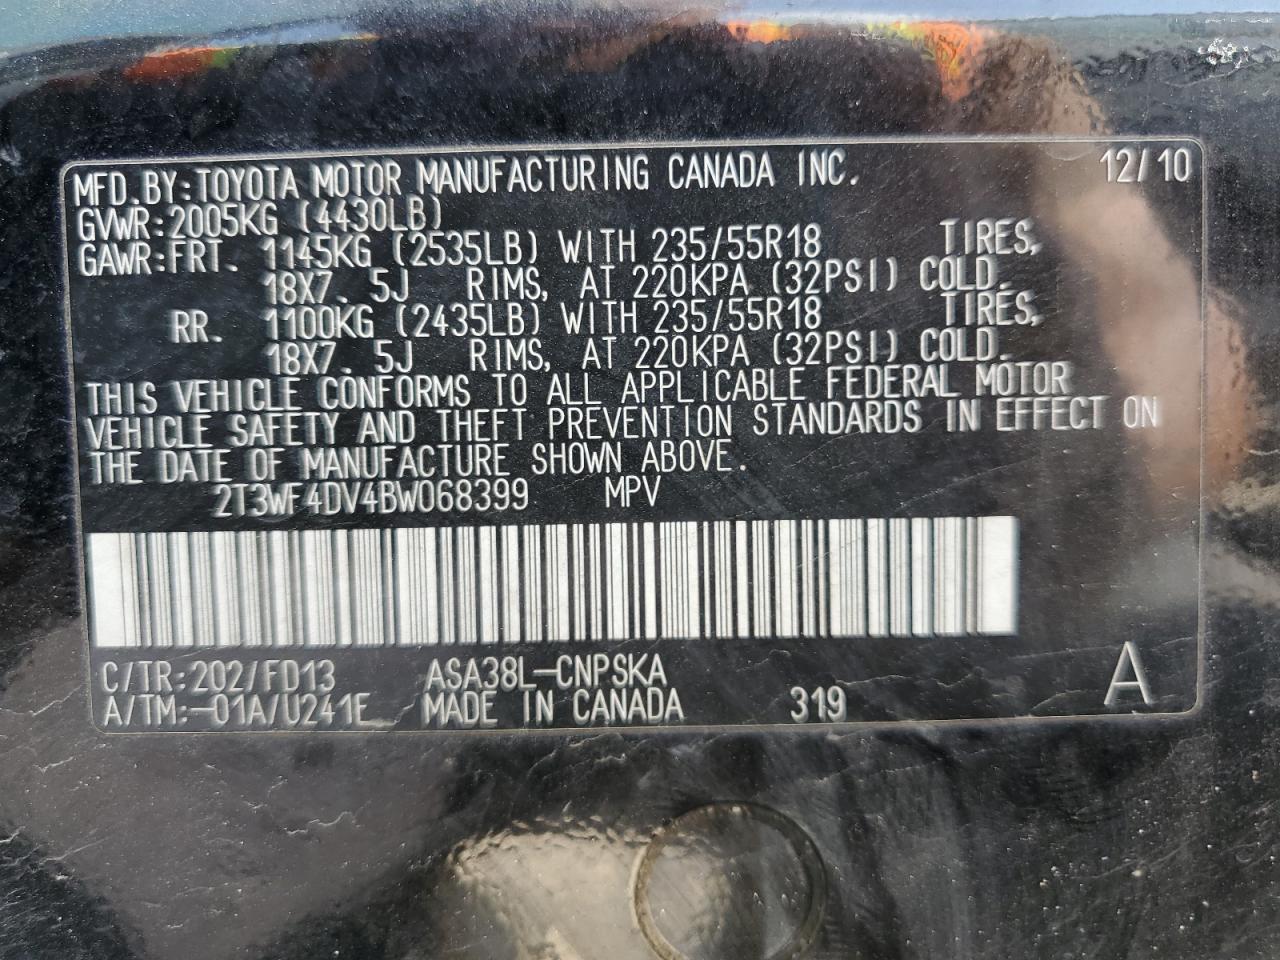 MFD.BY:TOYOTA MOTOR MANUFACTURING CANADA INC. 12/10
GVWR:2005KG (4430LB)
GAWR:FRT. 1145KG (2535LB) WITH 235/55R18 TIRES,
18X7.5J RIMS, AT 220KPA (32PSI) COLD.
RR. 1100KG (2435LB) WITH 235/55R18 TIRES,
18X7.5J RIMS, AT 220KPA (32PSI) COLD.
THIS VEHICLE CONFORMS TO ALL APPLICABLE FEDERAL MOTOR
VEHICLE SAFETY AND THEFT PREVENTION STANDARDS IN EFFECT ON
THE DATE OF MANUFACTURE SHOWN ABOVE.
2T3WF4DV4BW068399 MPV
C/TR:202/FD13 ASA38L-CNPSKA
A/TM:-01A/U241E MADE IN CANADA 319 A